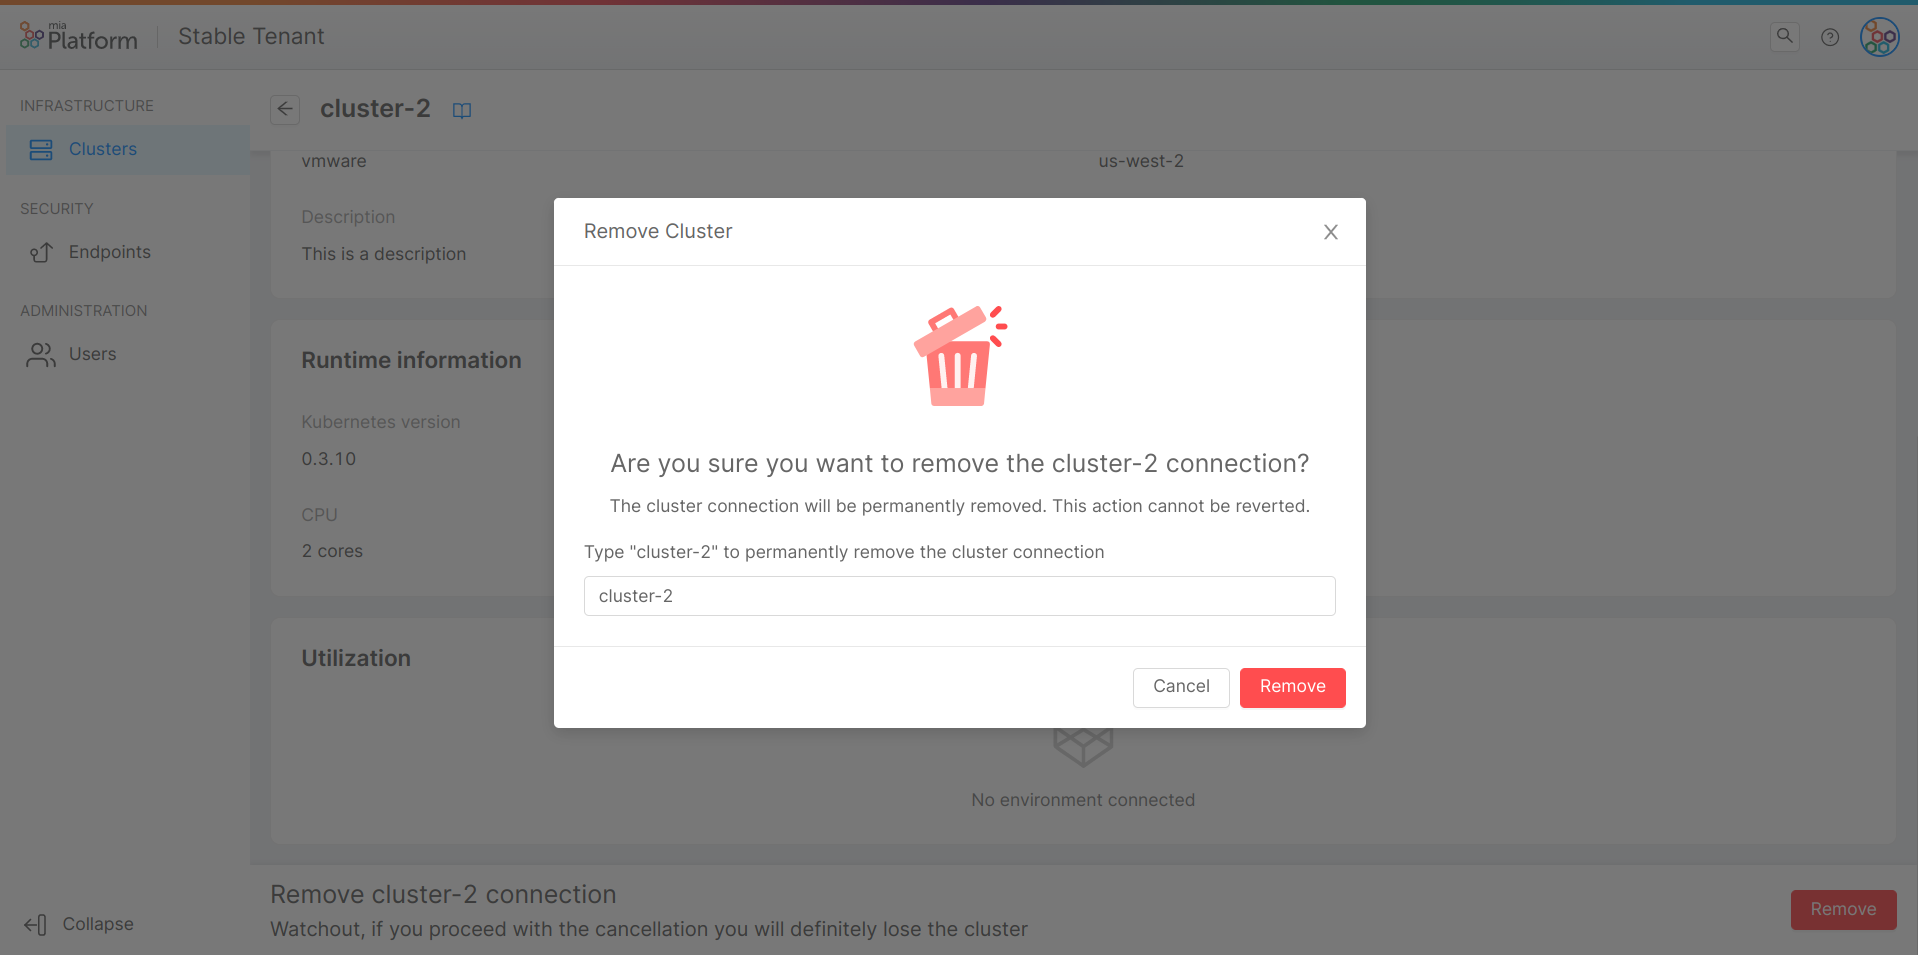 mia
Platform
Stable Tenant
INFRASTRUCTURE
Clusters
SECURITY
Endpoints
ADMINISTRATION
Users
Collapse
cluster-2
vmware
us-west-2
Description
This is a description
Runtime information
Kubernetes version
0.3.10
CPU
2 cores
Utilization
No environment connected
Remove cluster-2 connection
Watchout, if you proceed with the cancellation you will definitely lose the cluster
Remove
Remove Cluster
Are you sure you want to remove the cluster-2 connection?
The cluster connection will be permanently removed. This action cannot be reverted.
Type "cluster-2" to permanently remove the cluster connection
cluster-2
Cancel
Remove